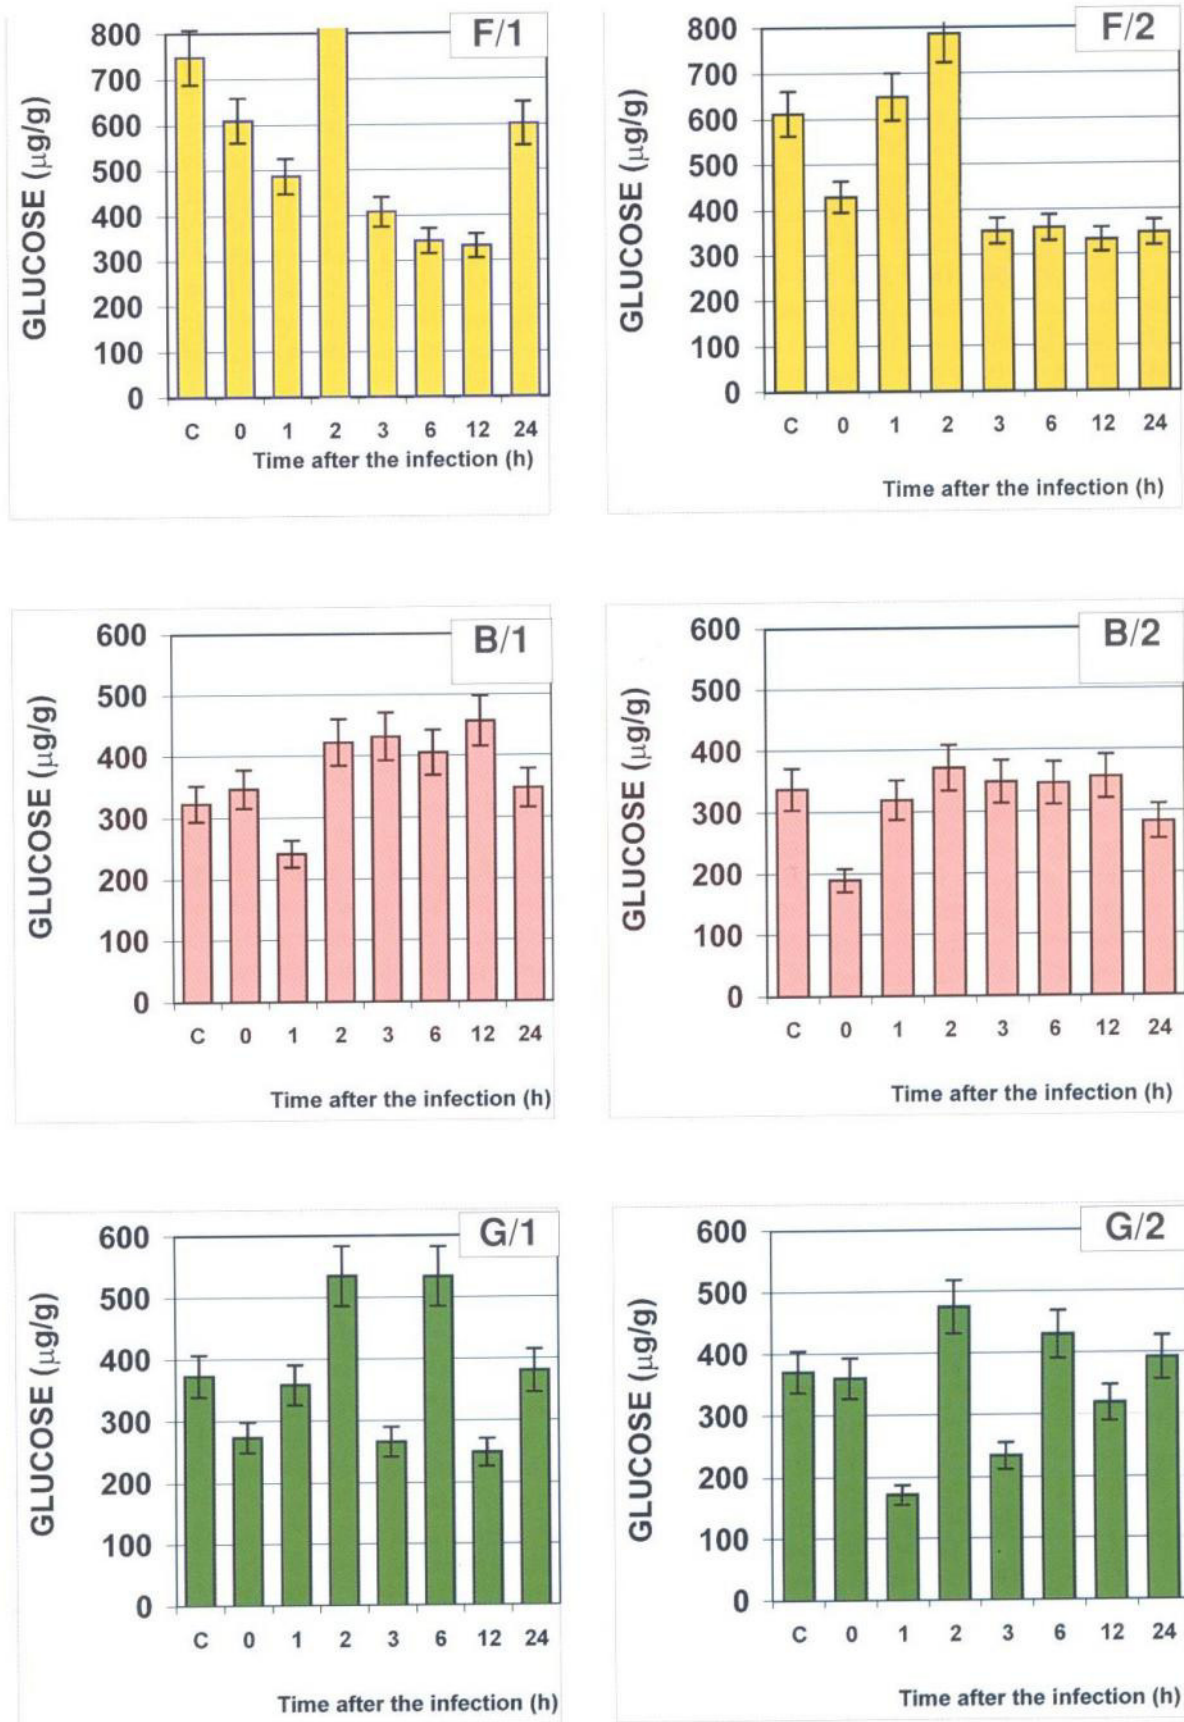 F/1
GLUCOSE (µg/g)
800
700
600
500
400
300
200
100
0
C 0 1 2 3 6 12 24
Time after the infection (h)
F/2
GLUCOSE (µg/g)
800
700
600
500
400
300
200
100
0
C 0 1 2 3 6 12 24
Time after the infection (h)
B/1
GLUCOSE (µg/g)
600
500
400
300
200
100
0
C 0 1 2 3 6 12 24
Time after the infection (h)
B/2
GLUCOSE (µg/g)
600
500
400
300
200
100
0
C 0 1 2 3 6 12 24
Time after the infection (h)
G/1
GLUCOSE (µg/g)
600
500
400
300
200
100
0
C 0 1 2 3 6 12 24
Time after the infection (h)
G/2
GLUCOSE (µg/g)
600
500
400
300
200
100
0
C 0 1 2 3 6 12 24
Time after the infection (h)